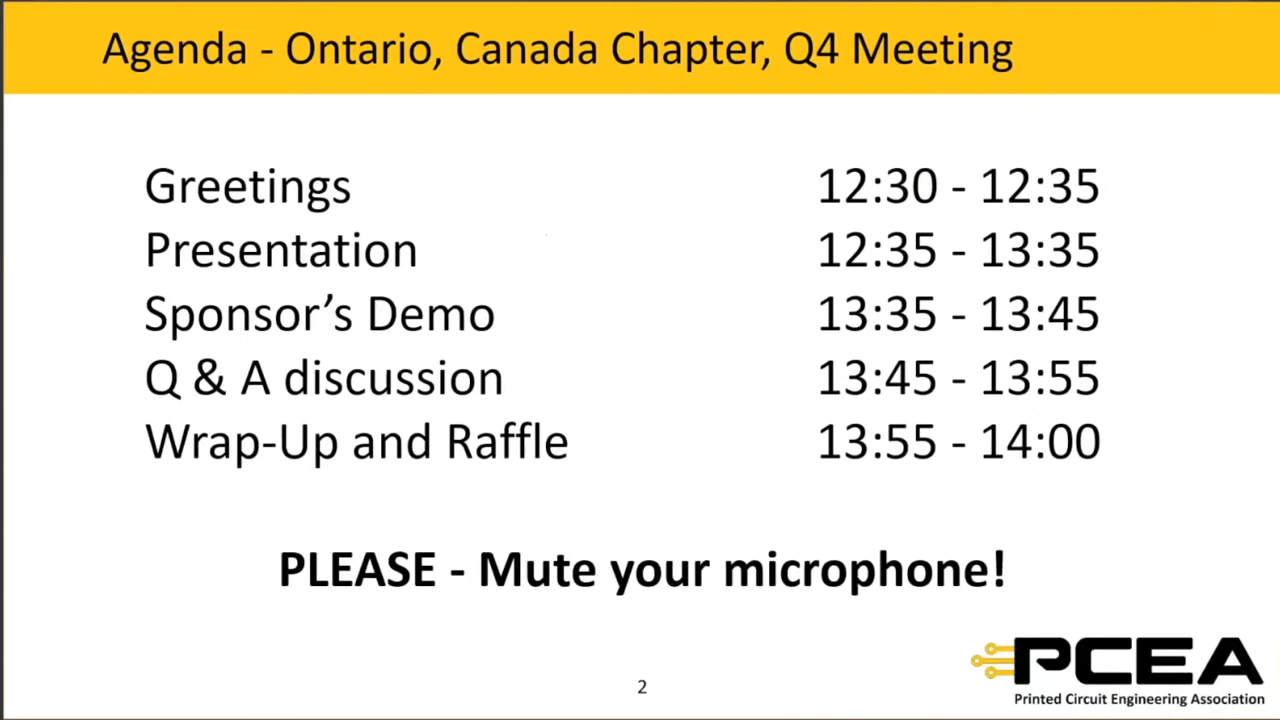 Agenda - Ontario, Canada Chapter, Q4 Meeting
Greetings 12:30 - 12:35
Presentation 12:35 - 13:35
Sponsor’s Demo 13:35 - 13:45
Q & A discussion 13:45 - 13:55
Wrap-Up and Raffle 13:55 - 14:00
PLEASE - Mute your microphone!
PCEA
Printed Circuit Engineering Association
2